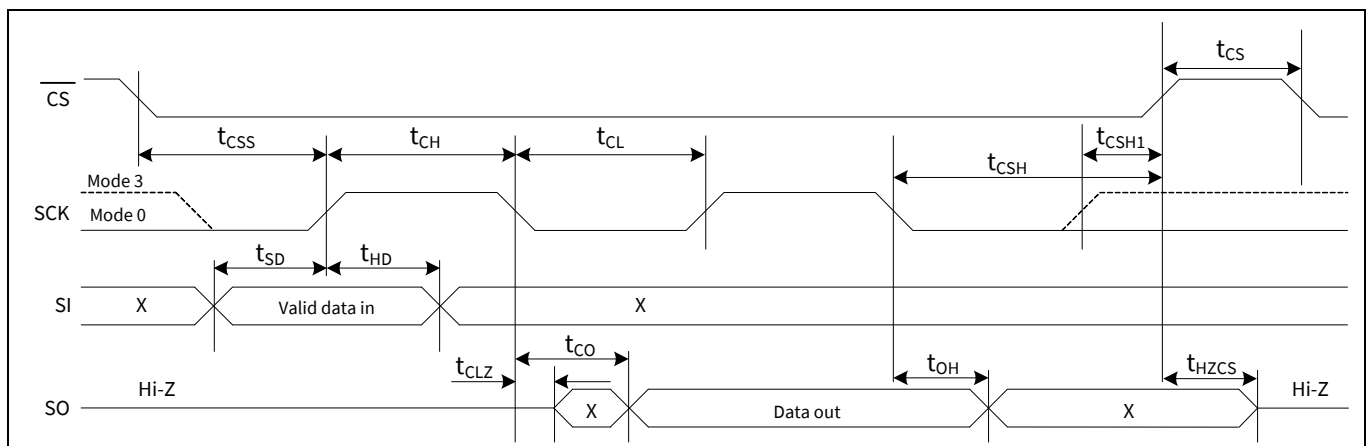 tCS
CS
tCSS tCH tCL tCSH1
tCSH
Mode 3
SCK Mode 0
tSD tHD
SI X Valid data in X
tCO
tCLZ tOH tHZCS
Hi-Z Hi-Z
SO X Data out X